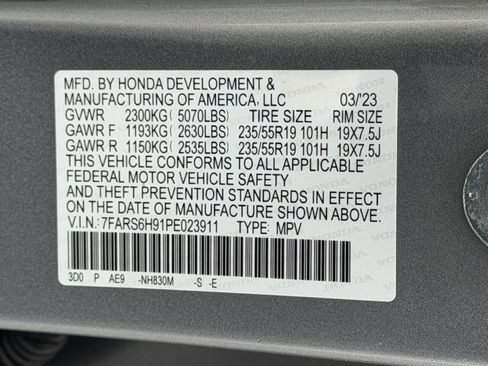 MFD. BY HONDA DEVELOPMENT &
MANUFACTURING OF AMERICA, LLC 03/'23
GVWR 2300KG ( 5070LBS) TIRE SIZE RIM SIZE
GAWR F 1193KG ( 2630LBS) 235/55R19 101H 19X7.5J
GAWR R 1150KG ( 2535LBS) 235/55R19 101H 19X7.5J
THIS VEHICLE CONFORMS TO ALL APPLICABLE
FEDERAL MOTOR VEHICLE SAFETY
AND THEFT PREVENTION STANDARDS IN EFFECT
ON THE DATE OF MANUFACTURE SHOWN ABOVE.
V.I.N.: 7FARS6H91PE023911 TYPE: MPV
3D0 P AE9 -NH830M -S -E